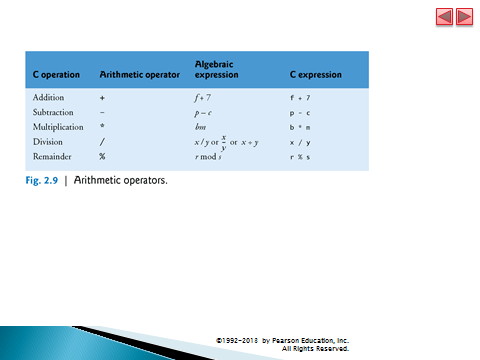 C operation Arithmetic operator Algebraic expression C expression
Addition + f + 7 f + 7
Subtraction – p – c p - c
Multiplication * bm b * m
Division / x / y or x/y or x ÷ y x / y
Remainder % r mod s r % s
Fig. 2.9 | Arithmetic operators.
©1992-2013 by Pearson Education, Inc.
All Rights Reserved.